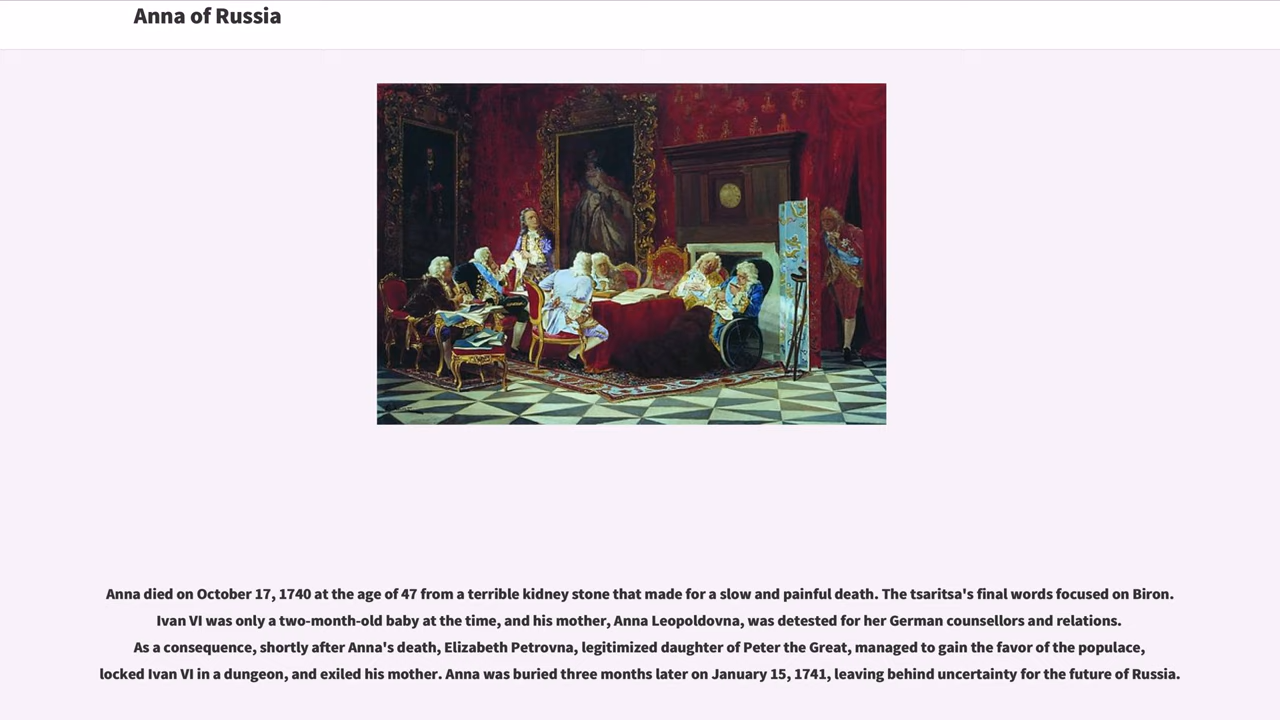 Anna of Russia
Anna died on October 17, 1740 at the age of 47 from a terrible kidney stone that made for a slow and painful death. The tsaritsa's final words focused on Biron.
Ivan VI was only a two-month-old baby at the time, and his mother, Anna Leopoldovna, was detested for her German counsellors and relations.
As a consequence, shortly after Anna's death, Elizabeth Petrovna, legitimized daughter of Peter the Great, managed to gain the favor of the populace,
locked Ivan VI in a dungeon, and exiled his mother. Anna was buried three months later on January 15, 1741, leaving behind uncertainty for the future of Russia.